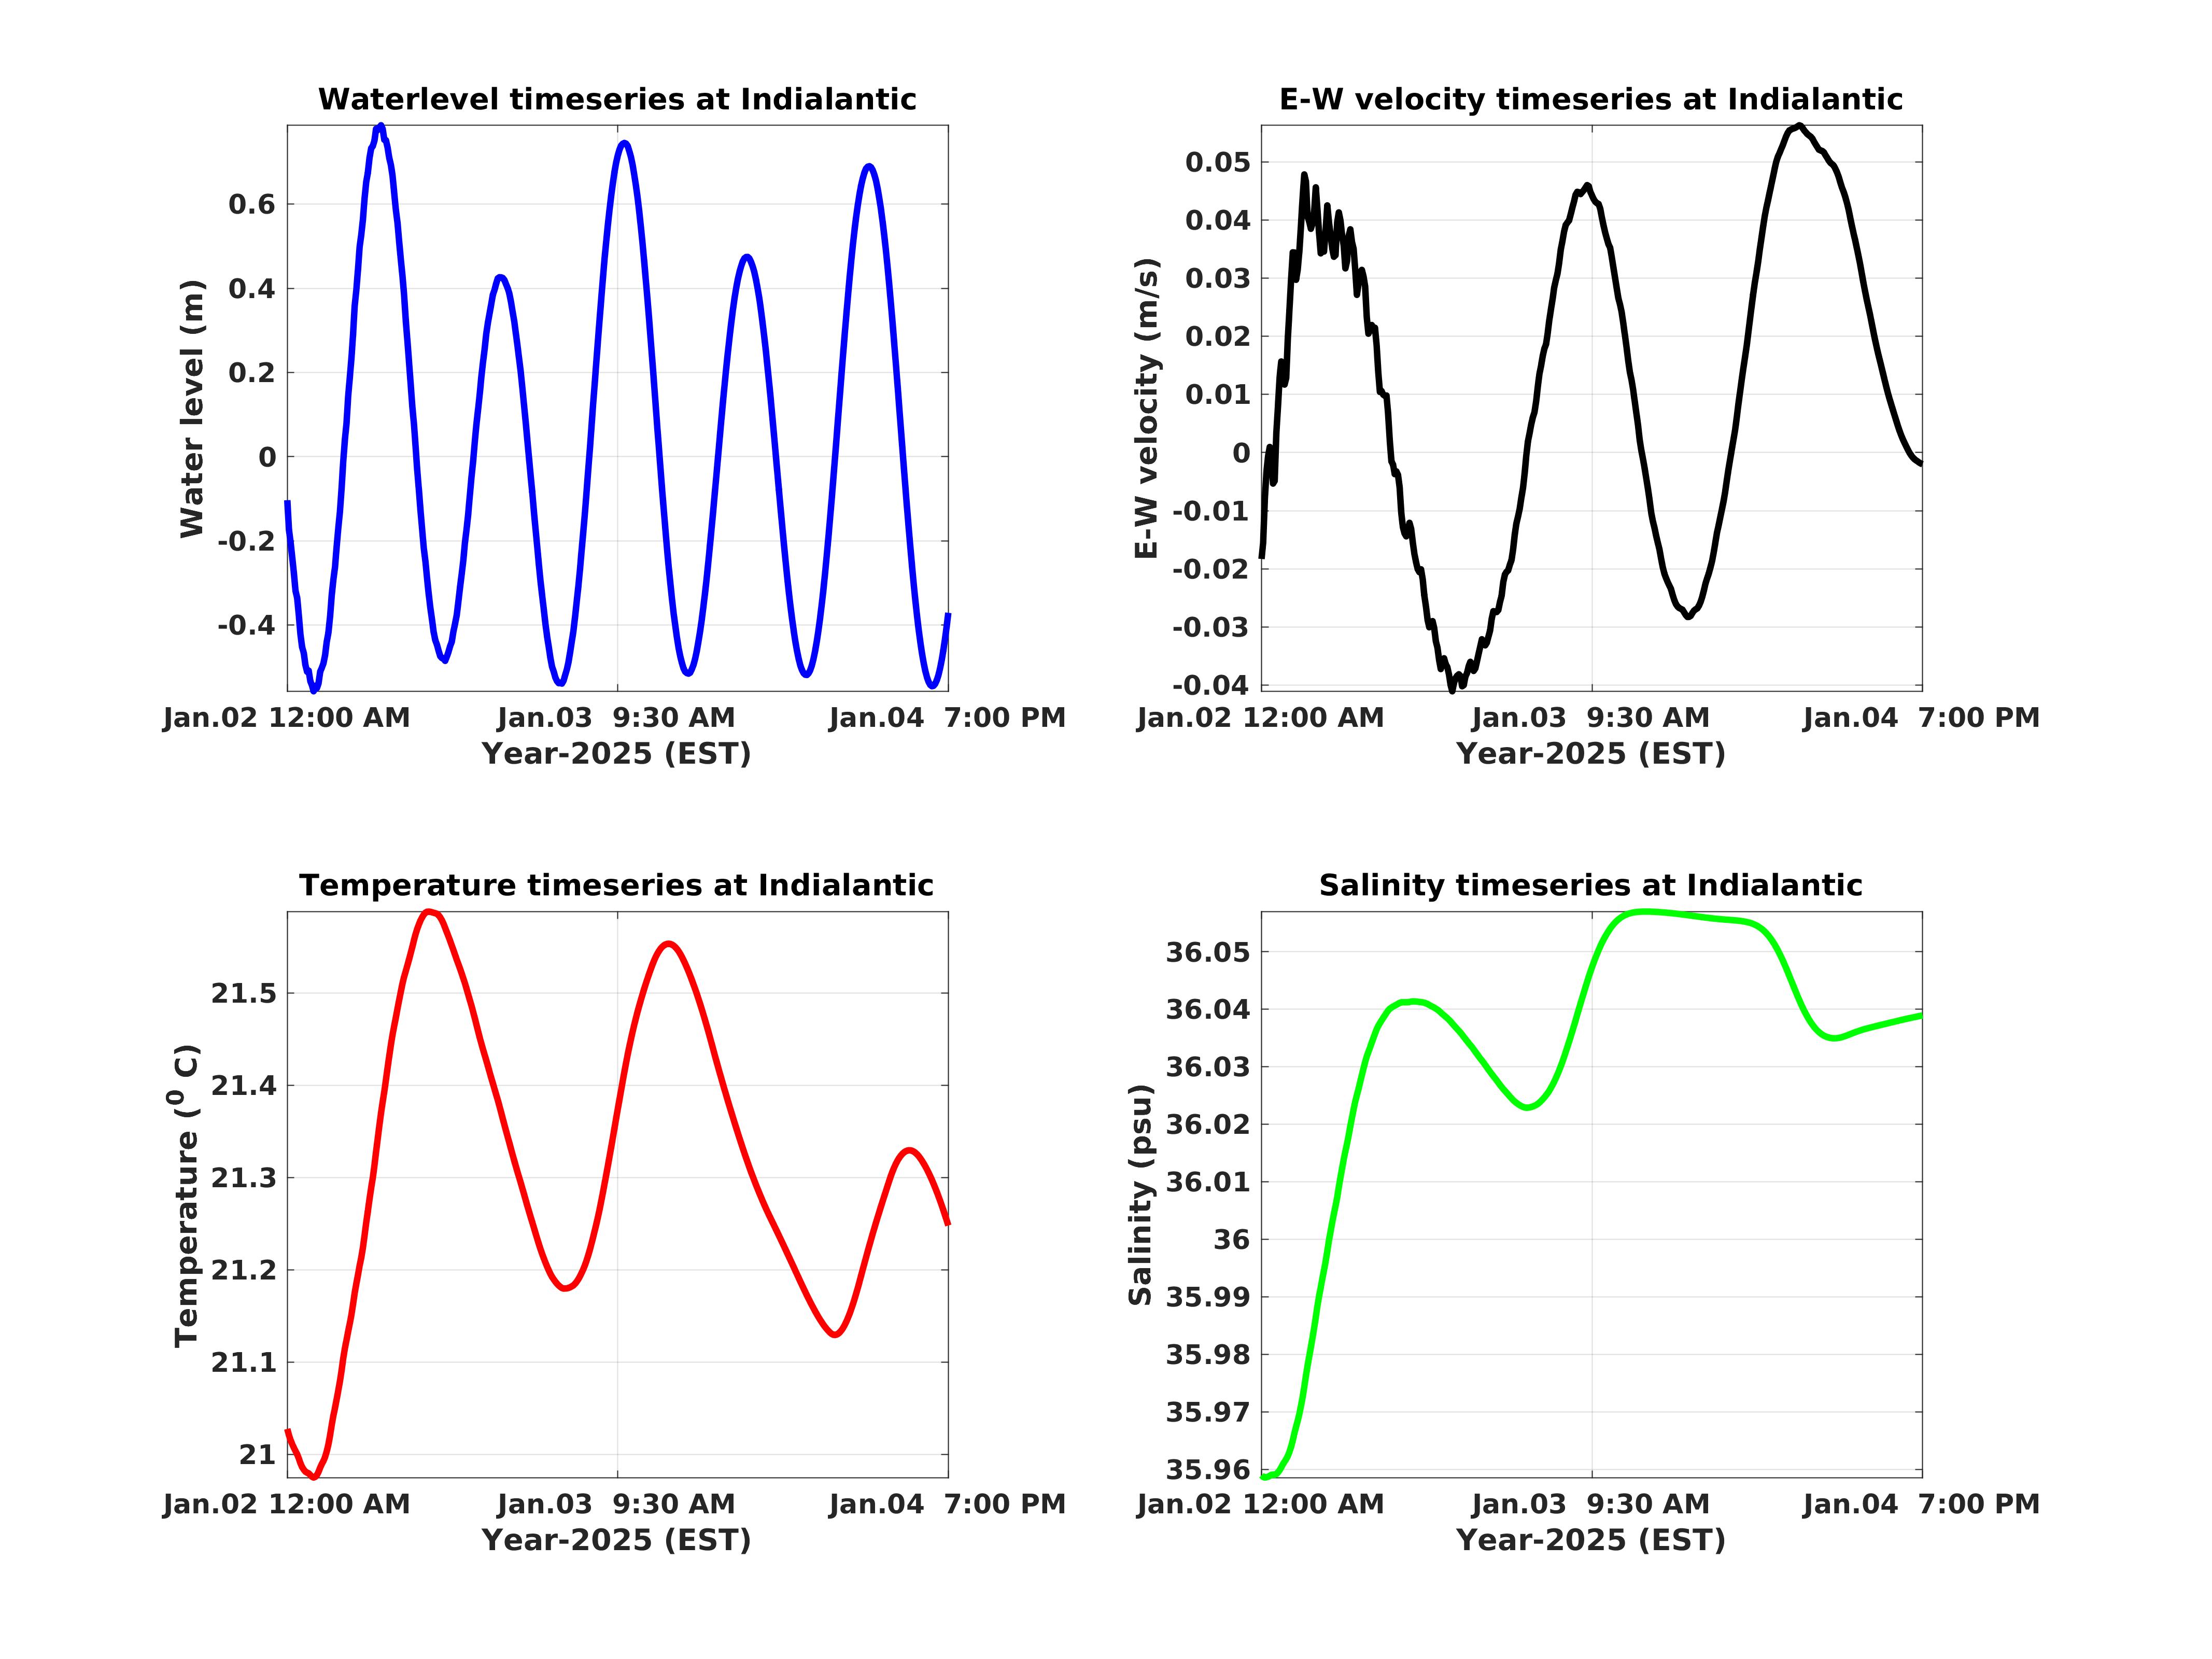 Waterlevel timeseries at Indialantic
0.6
0.4
0.2
0
-0.2
-0.4
Water level (m)
Jan.02 12:00 AM
Jan.03  9:30 AM
Jan.04  7:00 PM
Year-2025 (EST)
E-W velocity timeseries at Indialantic
0.05
0.04
0.03
0.02
0.01
0
-0.01
-0.02
-0.03
-0.04
E-W velocity (m/s)
Jan.02 12:00 AM
Jan.03  9:30 AM
Jan.04  7:00 PM
Year-2025 (EST)
Temperature timeseries at Indialantic
21.5
21.4
21.3
21.2
21.1
21
Temperature (⁰ C)
Jan.02 12:00 AM
Jan.03  9:30 AM
Jan.04  7:00 PM
Year-2025 (EST)
Salinity timeseries at Indialantic
36.05
36.04
36.03
36.02
36.01
36
35.99
35.98
35.97
35.96
Salinity (psu)
Jan.02 12:00 AM
Jan.03  9:30 AM
Jan.04  7:00 PM
Year-2025 (EST)